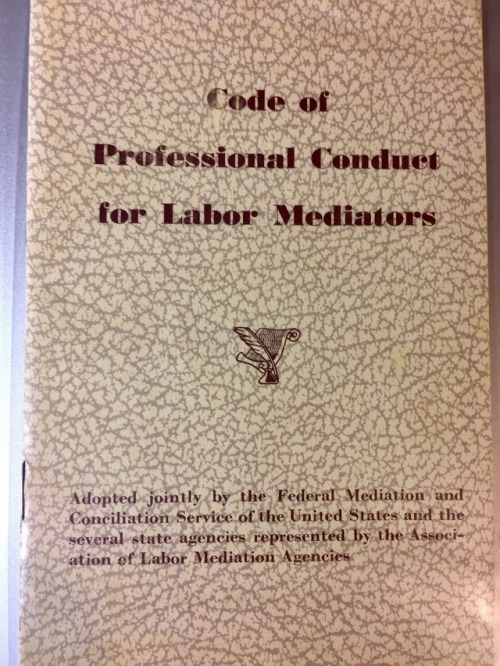 Code of
Professional Conduct
for Labor Mediators
Adopted jointly by the Federal Mediation and
Conciliation Service of the United States and the
several state agencies represented by the Associ-
ation of Labor Mediation Agencies